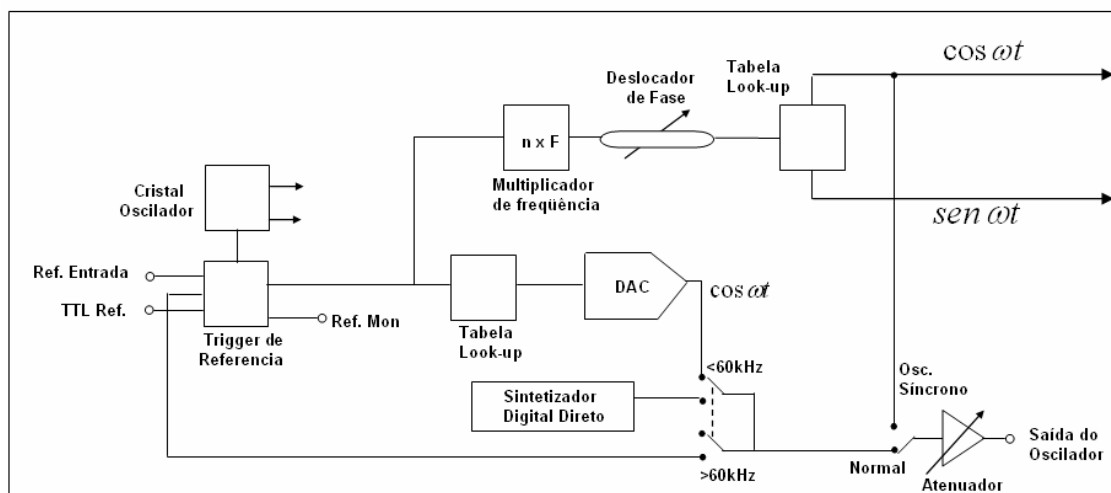 cos ωt
Tabela
Look-up
Deslocador
de Fase
n x F
Multiplicador
de freqüência
sen ωt
Cristal
Oscilador
Ref. Entrada
TTL Ref.
Ref. Mon
Trigger de
Referencia
Tabela
Look-up
DAC
cos ωt
<60kHz
Sintetizador
Digital Direto
>60kHz
Osc.
Síncrono
Normal
Saída do
Oscilador
Atenuador